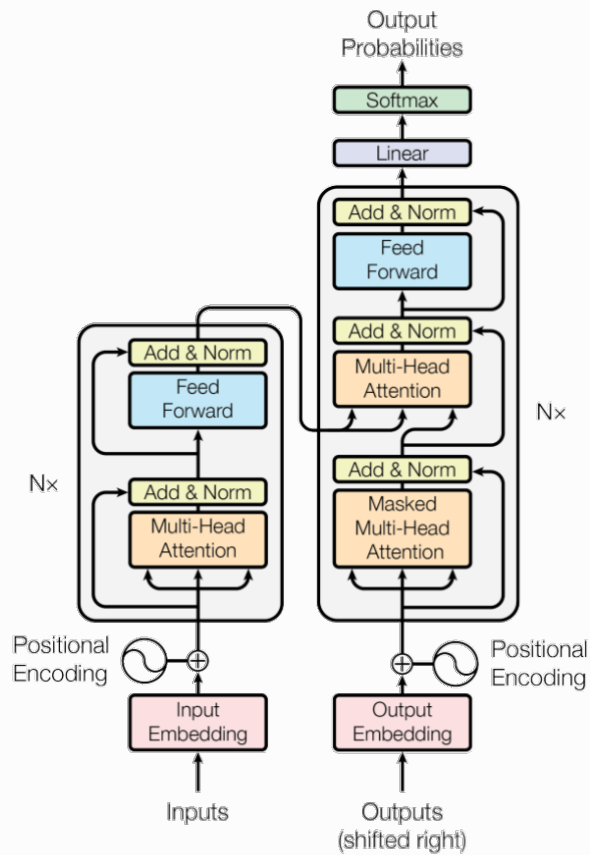 Output
Probabilities
Softmax
Linear
Add & Norm
Feed
Forward
Add & Norm
Multi-Head
Attention
Add & Norm
Masked
Multi-Head
Attention
N×
Add & Norm
Feed
Forward
Add & Norm
Multi-Head
Attention
N×
Positional
Encoding
Positional
Encoding
Input
Embedding
Output
Embedding
Inputs
Outputs
(shifted right)